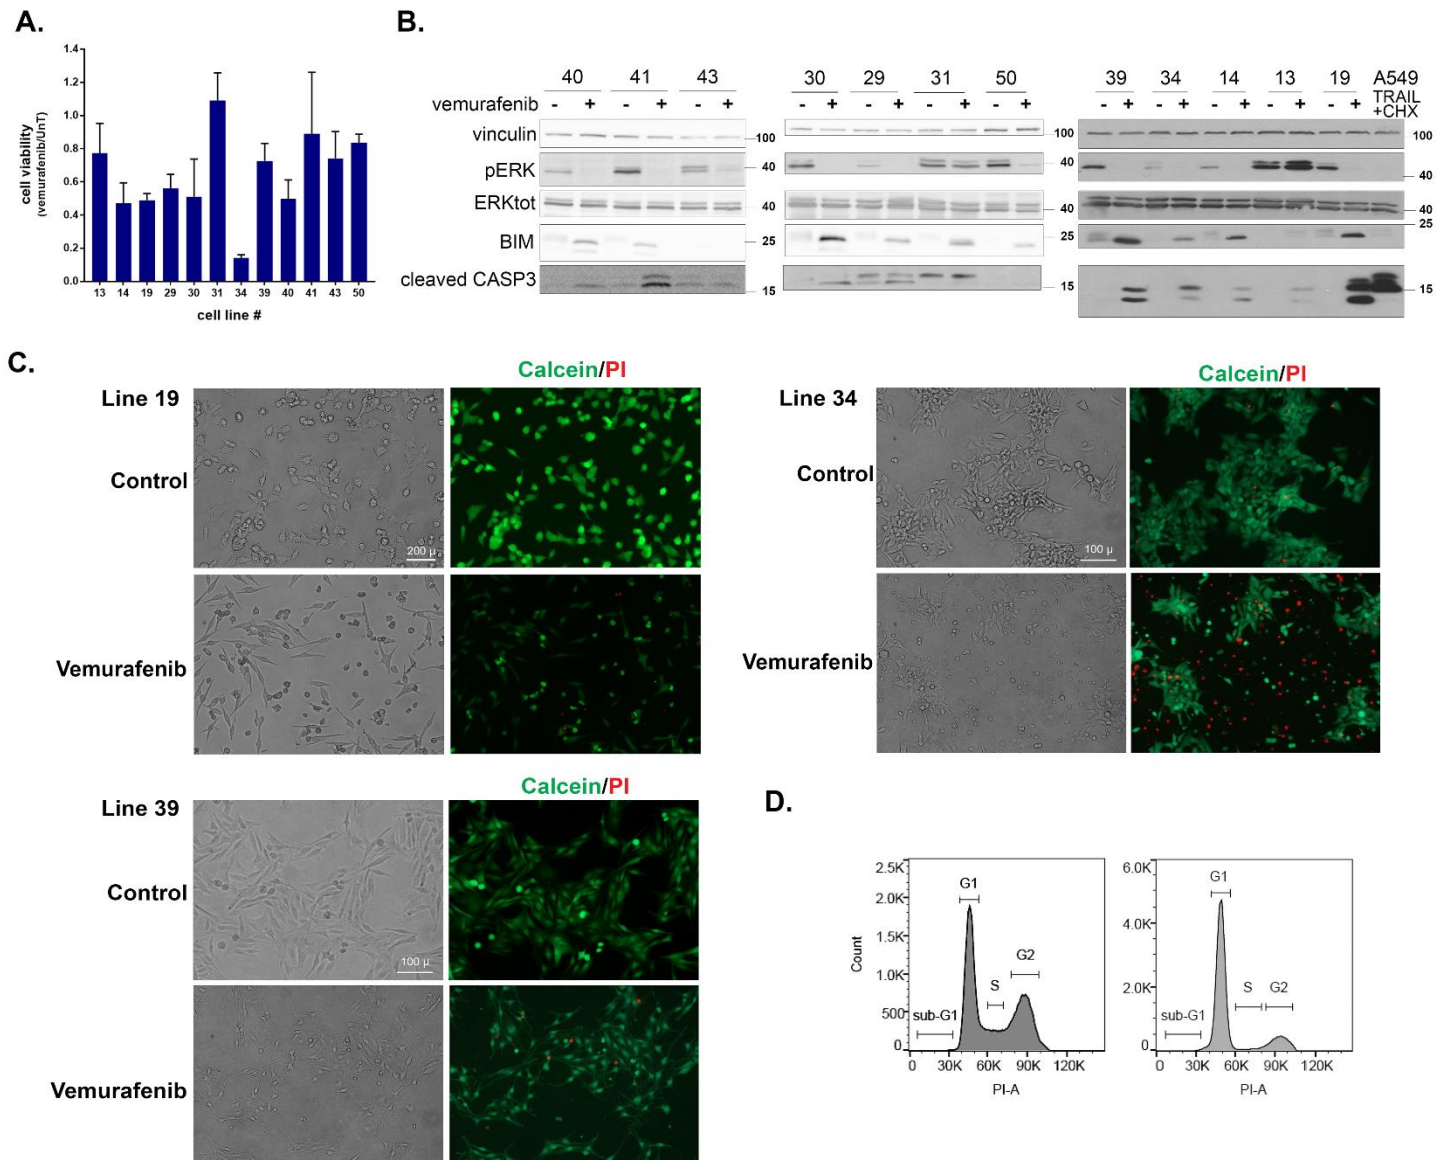 A.
1.4
1.2
1.0
0.8
0.6
0.4
0.2
0.0
cell viability
(vemurafenib/UnT)
13 14 19 29 30 31 34 39 40 41 43 50
cell line #
B.
40 41 43
vemurafenib - + - + - +
vinculin
pERK
ERKtot
BIM
cleaved CASP3
100
40
40
25
15
30 29 31 50
- + - + - + - +
100
40
40
25
15
39 34 14 13 19 A549
- + - + - + - + - + TRAIL
+CHX
100
40
40
25
15
C.
Calcein/PI
Line 19
Control
200 µ
Vemurafenib
Calcein/PI
Line 34
Control
100 µ
Vemurafenib
Calcein/PI
Line 39
Control
100 µ
Vemurafenib
D.
2.5K
2.0K
1.5K
1.0K
500
0
Count
sub-G1
G1
S
G2
0 30K 60K 90K 120K
PI-A
6.0K
4.0K
2.0K
0
sub-G1
G1
S
G2
0 30K 60K 90K 120K
PI-A